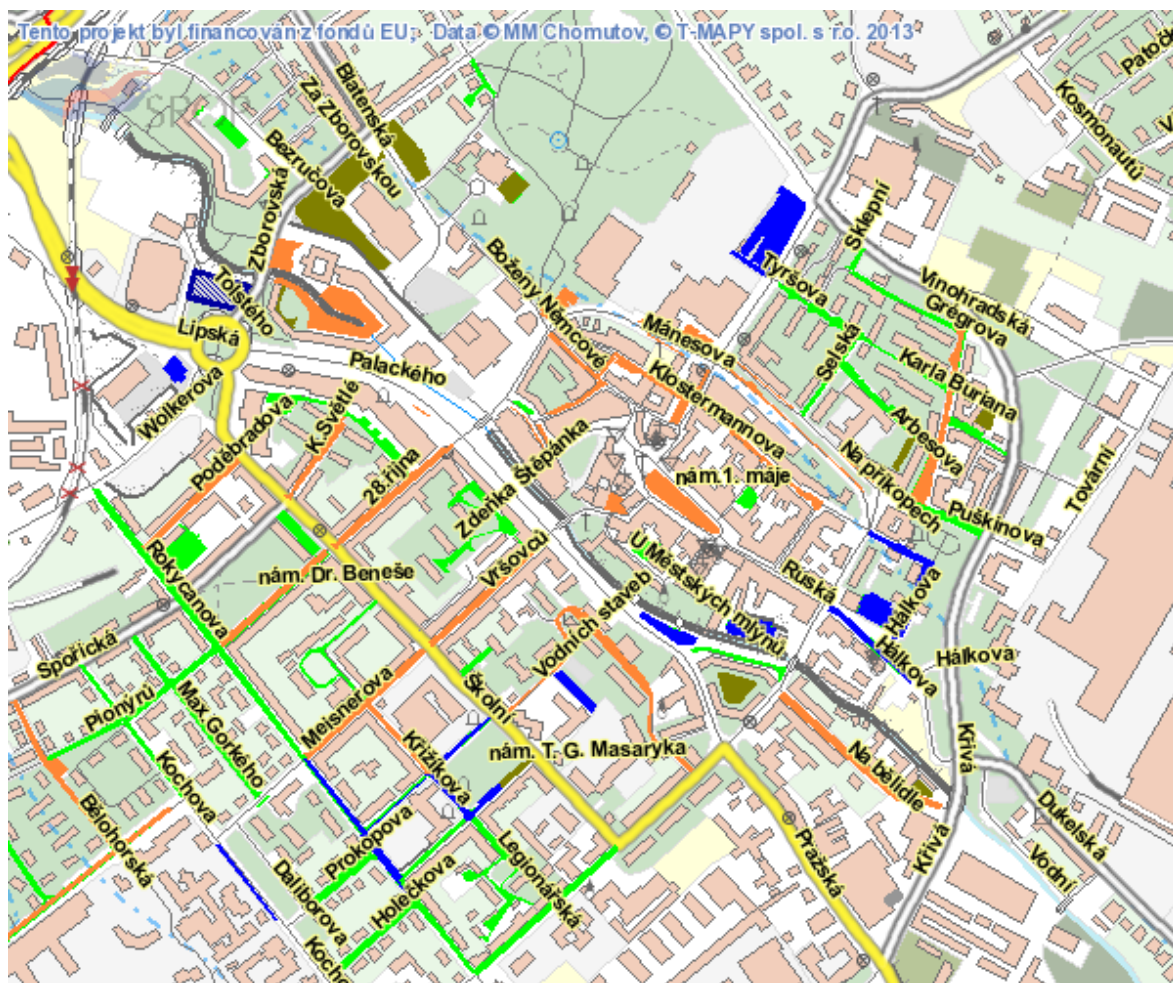 Tento projekt byl financován z fondů EU; Data © MM Chomutov, © T-MAPY spol. s r.o. 2013
Blatenská
Za Zborovskou
Bezručova
Zborovská
Tolstého
Lipská
Palackého
Wolkerova
Poděbradova
K.Světlé
28.října
Boženy Němcové
Mánesova
Klostermannova
Zdeňka Štěpánka
nám. 1. máje
Na příkopech
Sklepní
Tyršova
Selská
Vinohradská
Grégrova
Karla Buriana
Arbesova
Puškinova
Tovární
Kosmonautů
Rokycanova
nám. Dr. Beneše
Vršovců
U Městských mlýnů
Vodních staveb
Ruská
Hálkova
Hálkova
Hálkova
Spořická
Pionýrů
Max.Gorkého
Kochova
Meisnerova
Školní
Křižíkova
nám. T. G. Masaryka
Na bělidle
Křivá
Křivá
Dukelská
Vodní
Pražská
Bělohorská
Prokopova
Daliborova
Holečkova
Legionářská